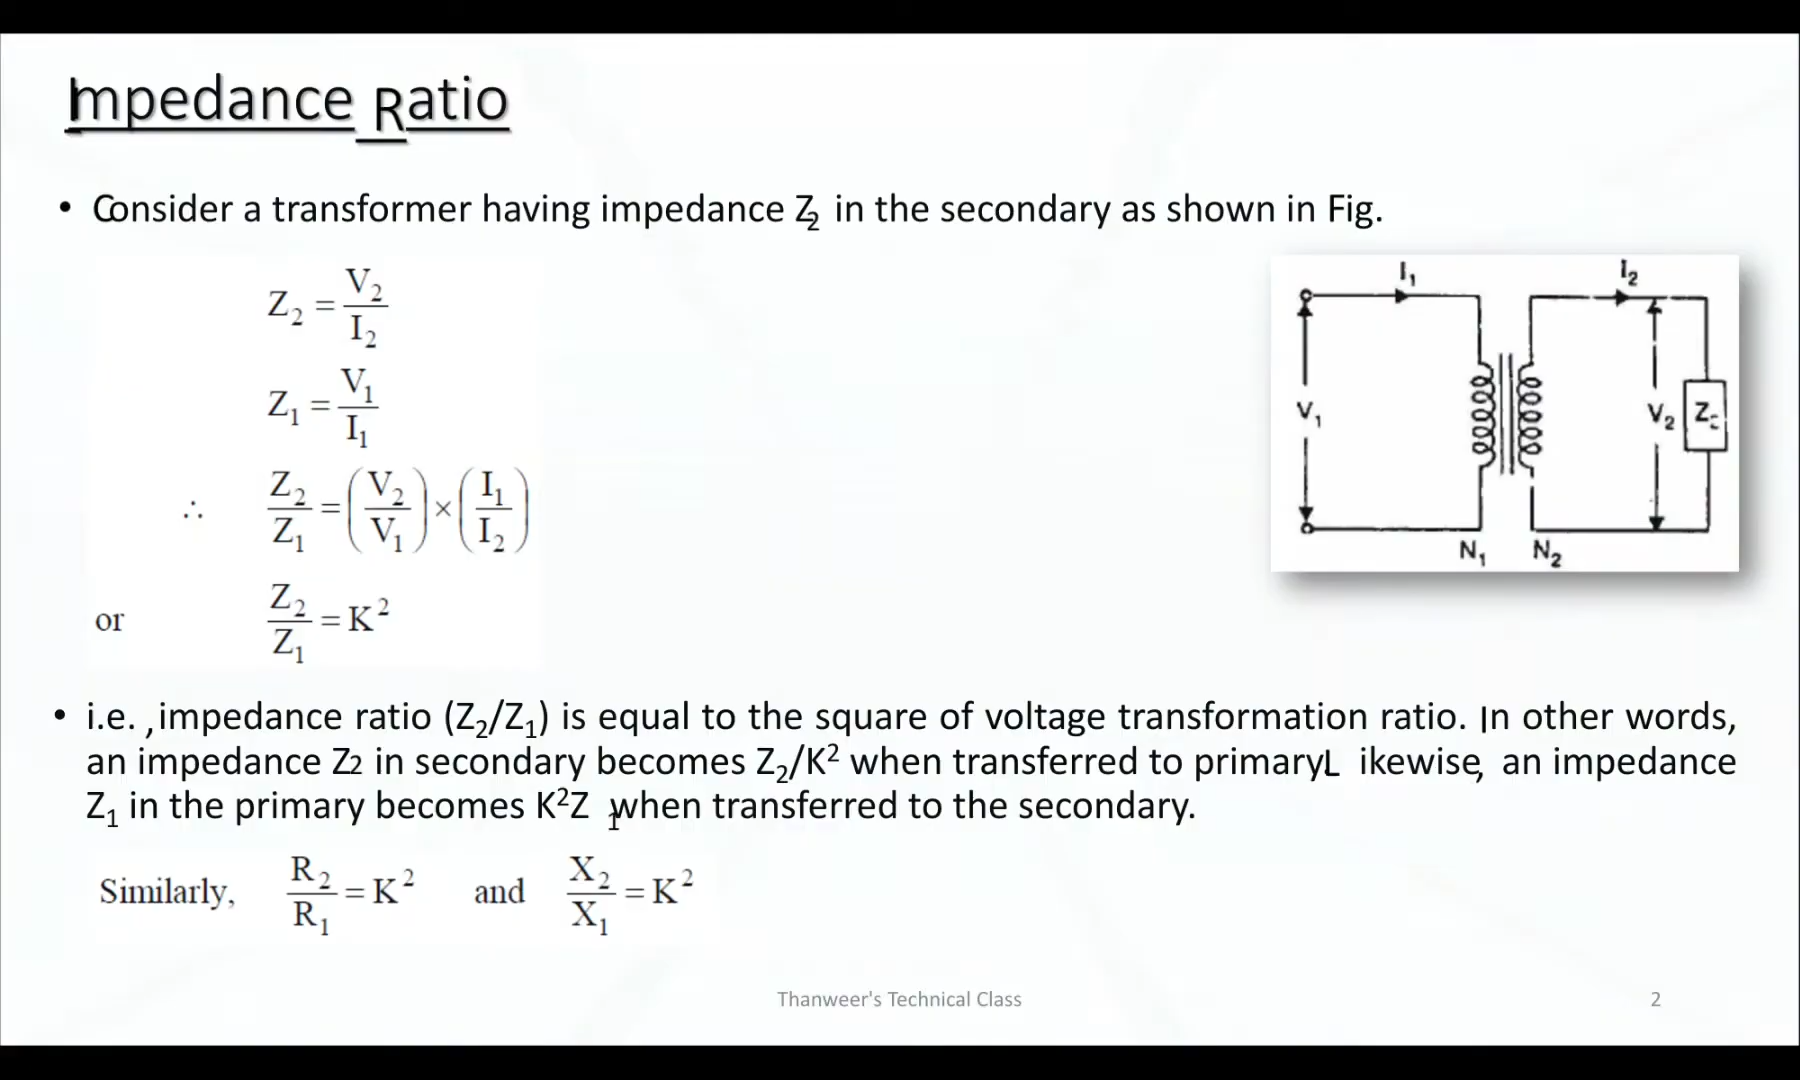 Impedance Ratio
• Consider a transformer having impedance Z₂ in the secondary as shown in Fig.
Z₂ = V₂/I₂
Z₁ = V₁/I₁
∴ Z₂/Z₁ = (V₂/V₁) × (I₁/I₂)
or Z₂/Z₁ = K²
I₁ I₂
V₁ V₂ Z₂
N₁ N₂
• i.e. , impedance ratio (Z₂/Z₁) is equal to the square of voltage transformation ratio. In other words,
an impedance Z2 in secondary becomes Z₂/K² when transferred to primaryL ikewise, an impedance
Z₁ in the primary becomes K²Z ₁when transferred to the secondary.
Similarly, R₂/R₁ = K² and X₂/X₁ = K²
Thanweer's Technical Class 2